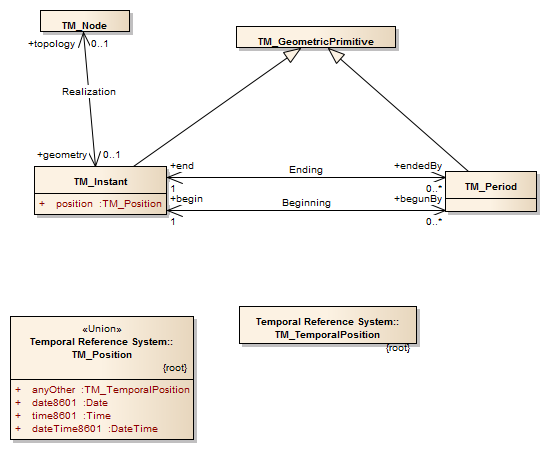 TM_Node
TM_GeometricPrimitive
+topology 0..1
Realization
+geometry 0..1
TM_Instant
+ position :TM_Position
+end
Ending
+endedBy
1
0..*
+begin
Beginning
+begunBy
1
0..*
TM_Period
«Union»
Temporal Reference System::
TM_Position
{root}
+ anyOther :TM_TemporalPosition
+ date8601 :Date
+ time8601 :Time
+ dateTime8601 :DateTime
Temporal Reference System::
TM_TemporalPosition
{root}